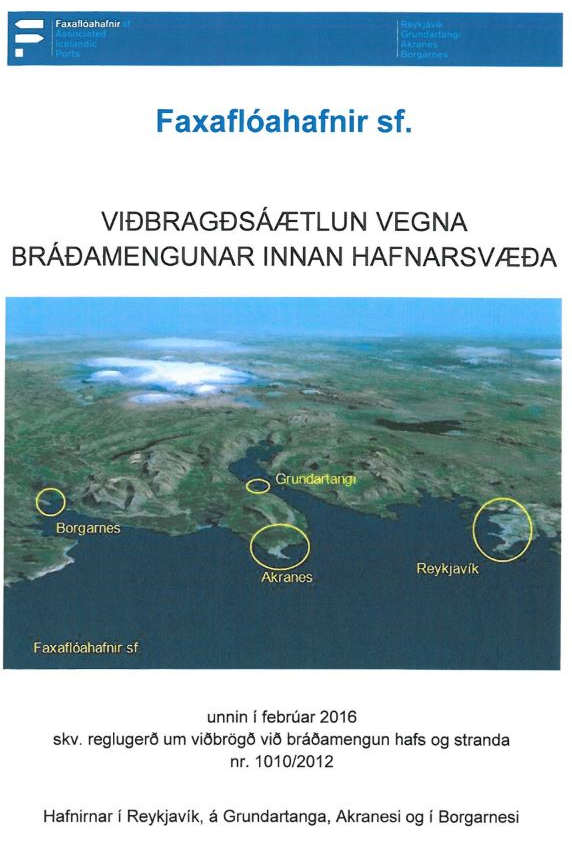 Faxaflóahafnir sf
Associated
Icelandic
Ports
Reykjavík
Grundartangi
Akranes
Borgarnes
Faxaflóahafnir sf.
VIÐBRAGÐSÁÆTLUN VEGNA
BRÁÐAMENGUNAR INNAN HAFNARSVÆÐA
Grundartangi
Borgarnes
Akranes
Reykjavík
Faxaflóahafnir sf
unnin í febrúar 2016
skv. reglugerð um viðbrögð við bráðamengun hafs og stranda
nr. 1010/2012
Hafnirnar í Reykjavík, á Grundartanga, Akranesi og í Borgarnesi